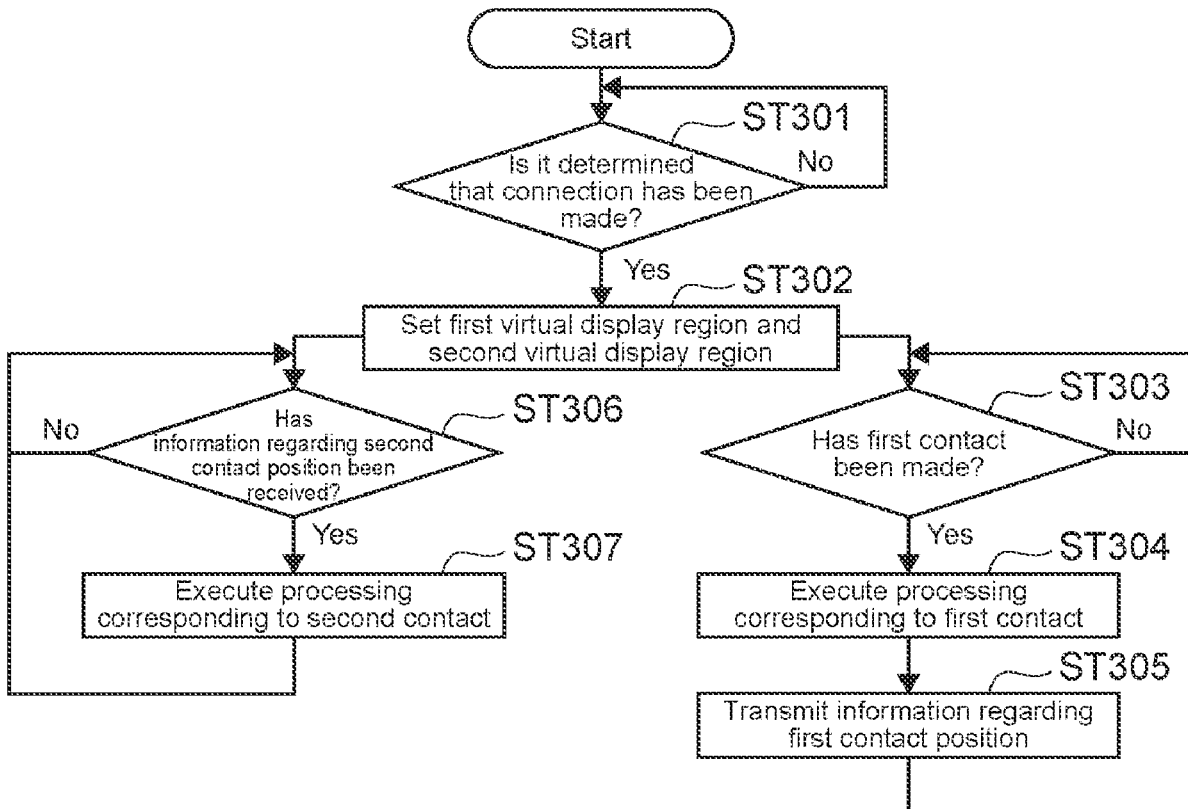 Start
ST301
Is it determined
that connection has been
made?
No
Yes
ST302
Set first virtual display region and
second virtual display region
ST306
No
Has
information regarding second
contact position been
received?
Yes
ST307
Execute processing
corresponding to second contact
ST303
Has first contact
been made?
No
Yes
ST304
Execute processing
corresponding to first contact
ST305
Transmit information regarding
first contact position